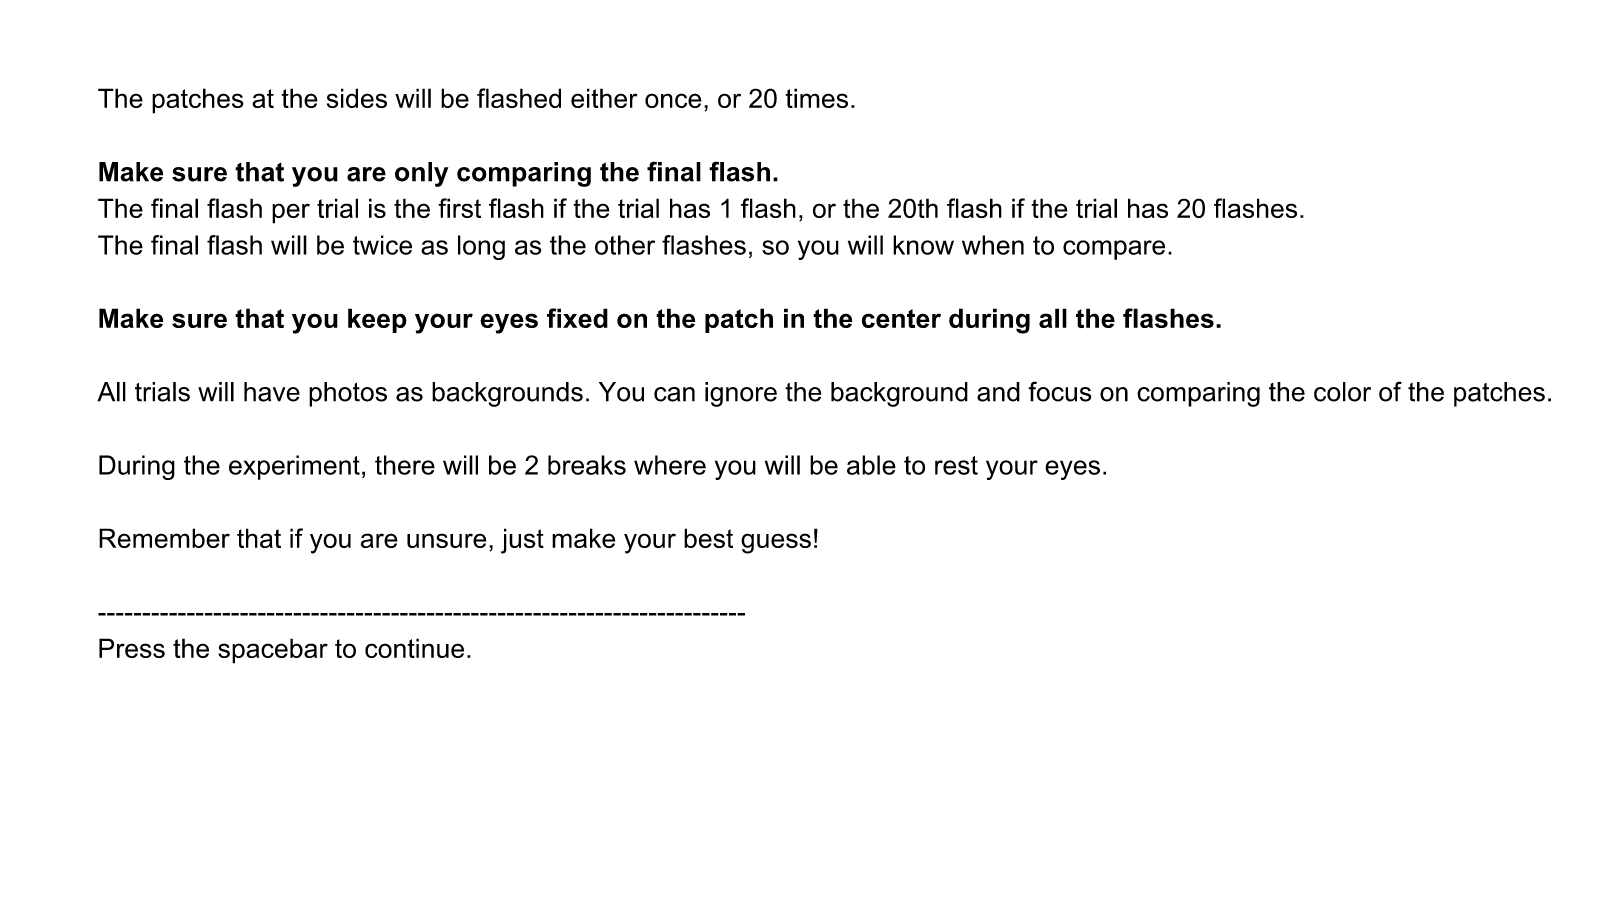 The patches at the sides will be flashed either once, or 20 times.
Make sure that you are only comparing the final flash.
The final flash per trial is the first flash if the trial has 1 flash, or the 20th flash if the trial has 20 flashes.
The final flash will be twice as long as the other flashes, so you will know when to compare.
Make sure that you keep your eyes fixed on the patch in the center during all the flashes.
All trials will have photos as backgrounds. You can ignore the background and focus on comparing the color of the patches.
During the experiment, there will be 2 breaks where you will be able to rest your eyes.
Remember that if you are unsure, just make your best guess!
-------------------------------------------------------------------------
Press the spacebar to continue.